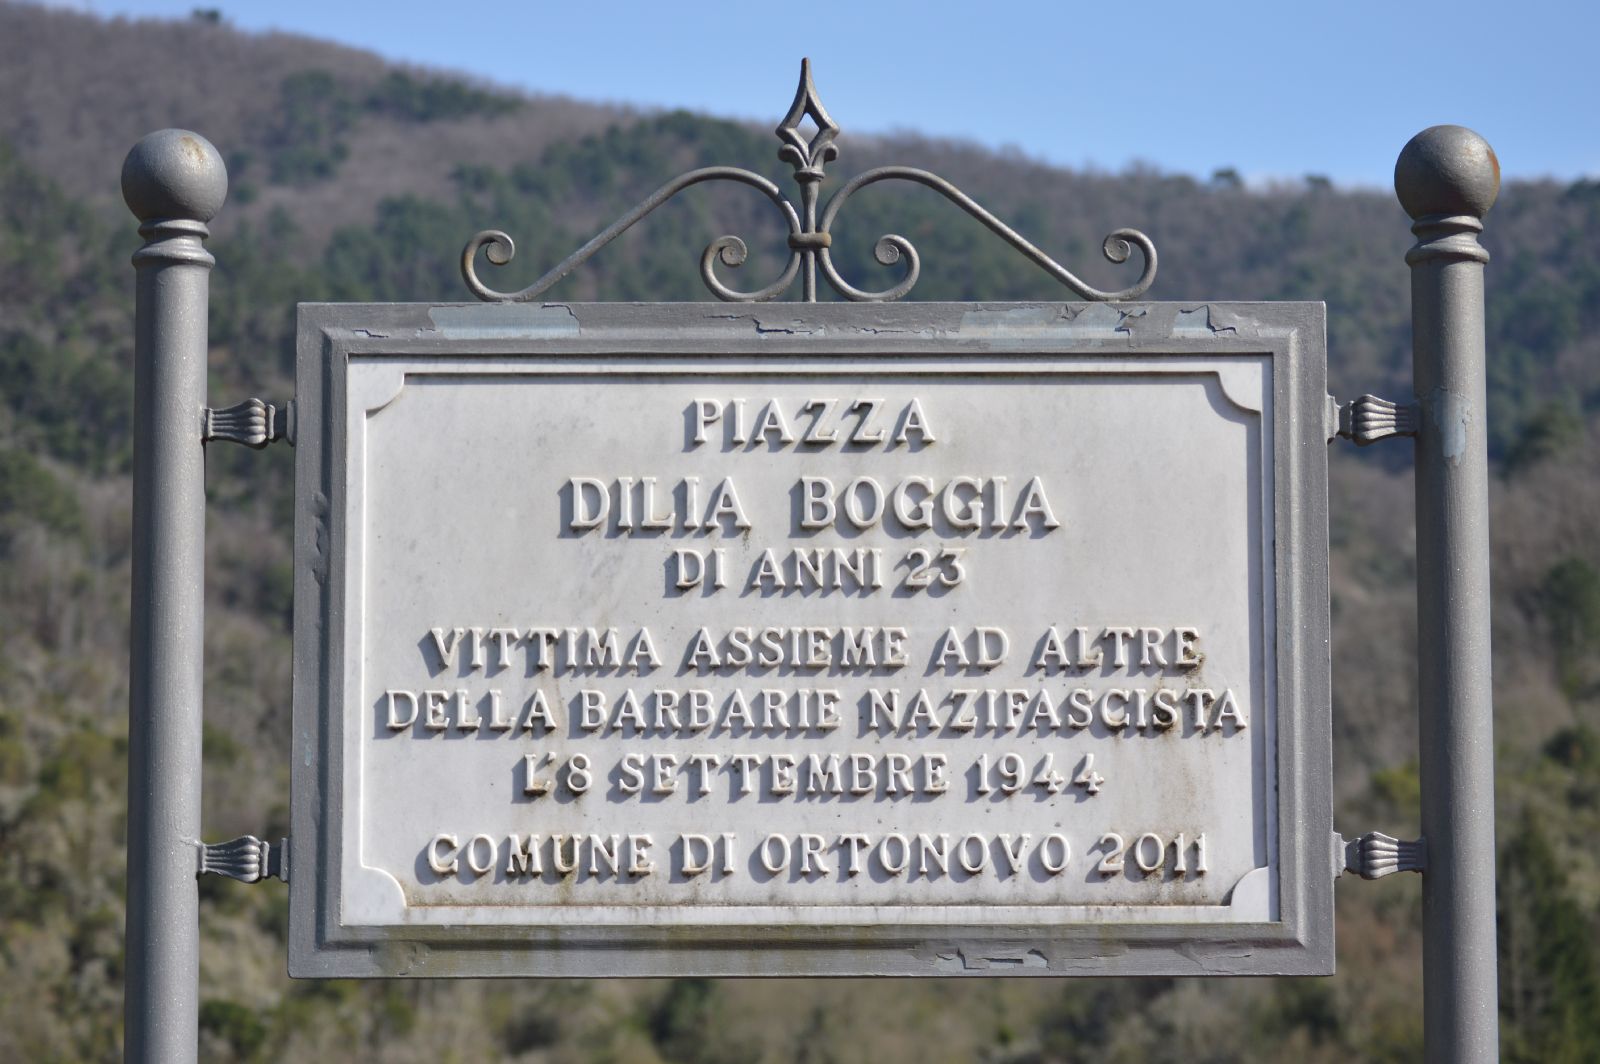 PIAZZA
DILIA BOGGIA
DI ANNI 23
VITTIMA ASSIEME AD ALTRE
DELLA BARBARIE NAZIFASCISTA
L'8 SETTEMBRE 1944
COMUNE DI ORTONOVO 2011